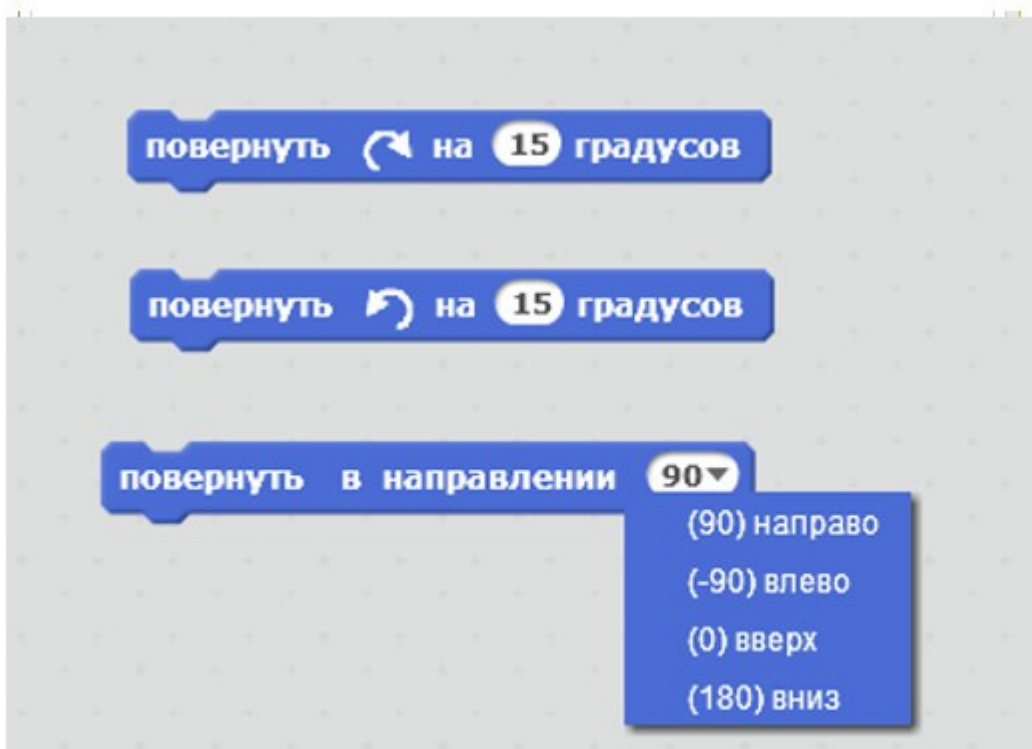 повернуть на 15 градусов
повернуть на 15 градусов
повернуть в направлении 90
(90) направо
(-90) влево
(0) вверх
(180) вниз